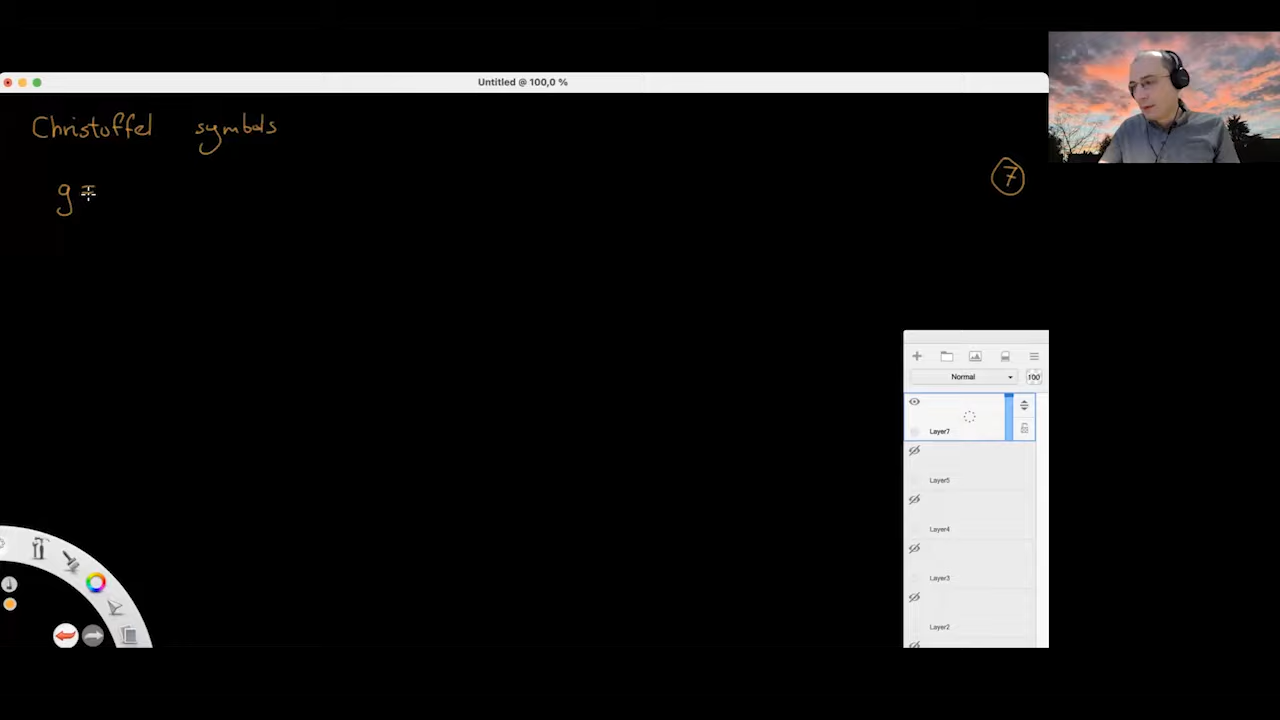 Untitled @ 100,0 %
Christoffel symbols
7
g =
Normal
100
Layer7
Layer5
Layer4
Layer3
Layer2